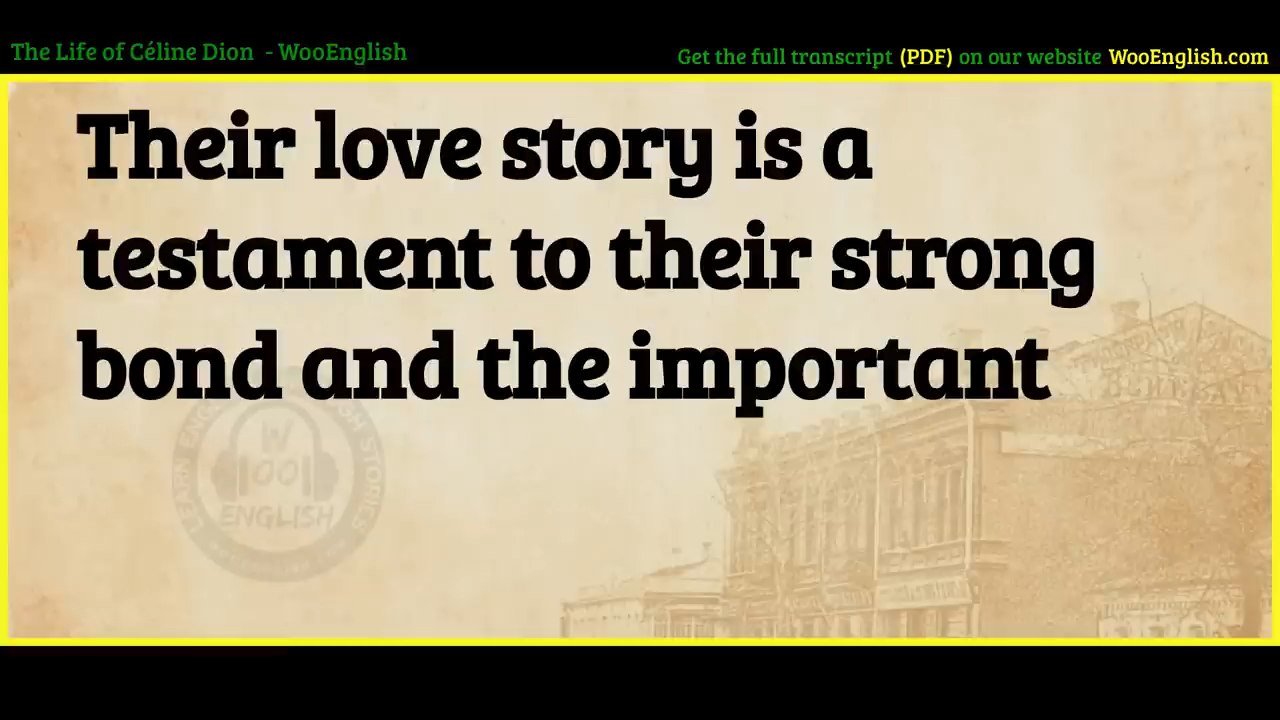 The Life of Céline Dion - WooEnglish
Get the full transcript (PDF) on our website WooEnglish.com
Their love story is a
testament to their strong
bond and the important
W
ENGLISH